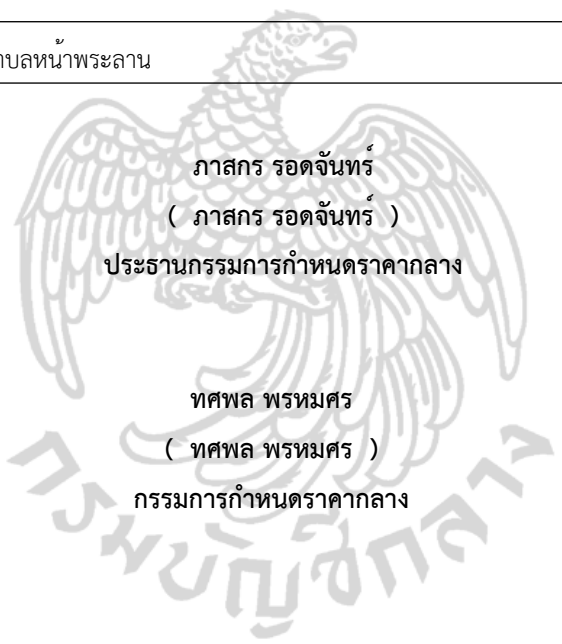 บลหน้าพระลาน
ภาสกร รอดจันทร์
( ภาสกร รอดจันทร์ )
ประธานกรรมการกำหนดราคากลาง
ทศพล พรหมศร
( ทศพล พรหมศร )
กรรมการกำหนดราคากลาง
กรมบัญชีกลาง